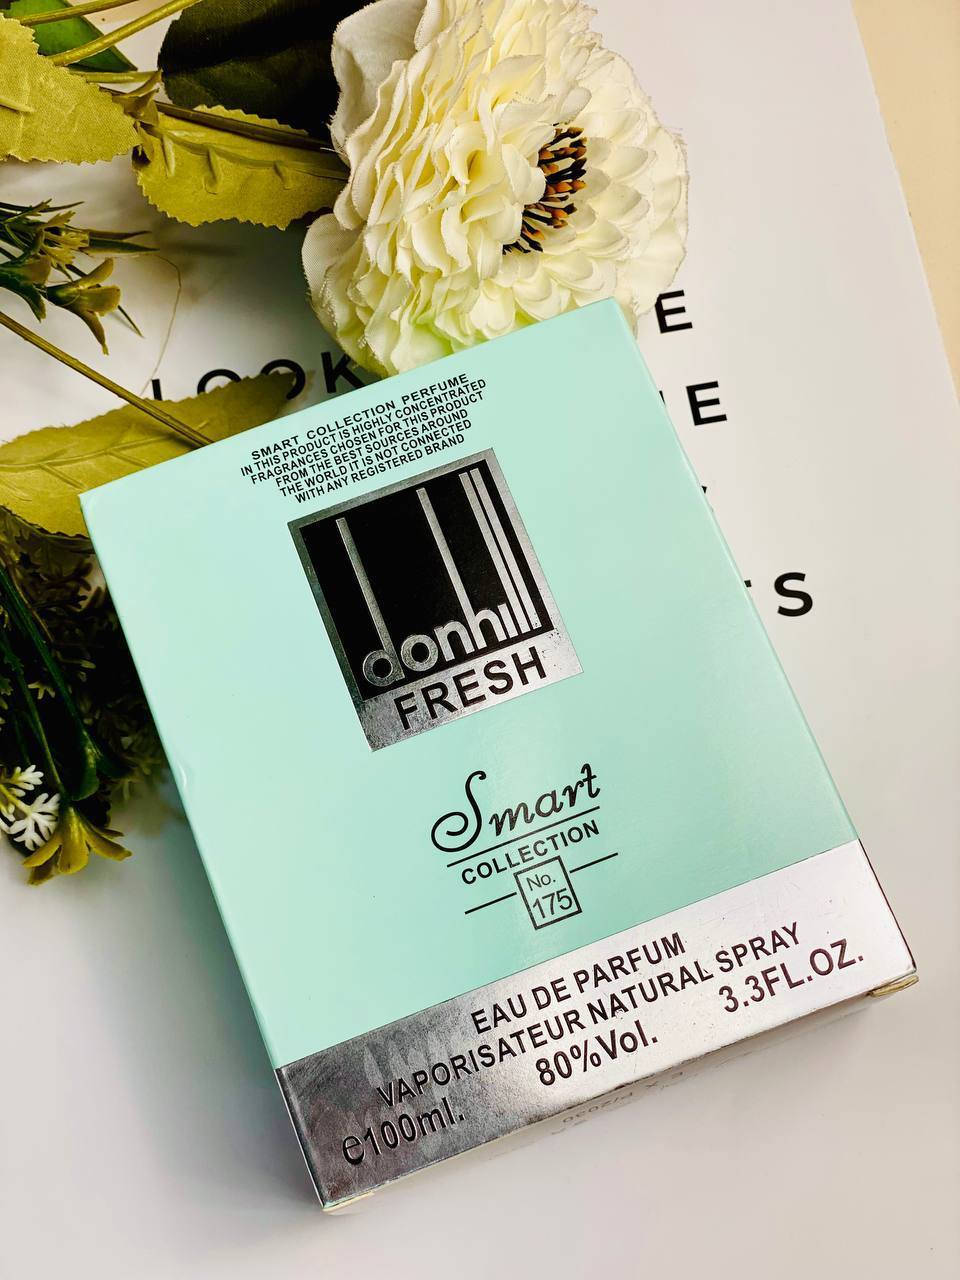 LOOK
E
NE
TS
SMART COLLECTION PERFUME
IN THIS PRODUCT IS HIGHLY CONCENTRATED
FRAGRANCES CHOSEN FOR THIS PRODUCT
FROM THE BEST SOURCES AROUND
THE WORLD IT IS NOT CONNECTED
WITH ANY REGISTERED BRAND
donhill
FRESH
Smart
COLLECTION
No.
175
EAU DE PARFUM
VAPORISATEUR NATURAL SPRAY
80%Vol.
3.3FL.OZ.
e100ml.